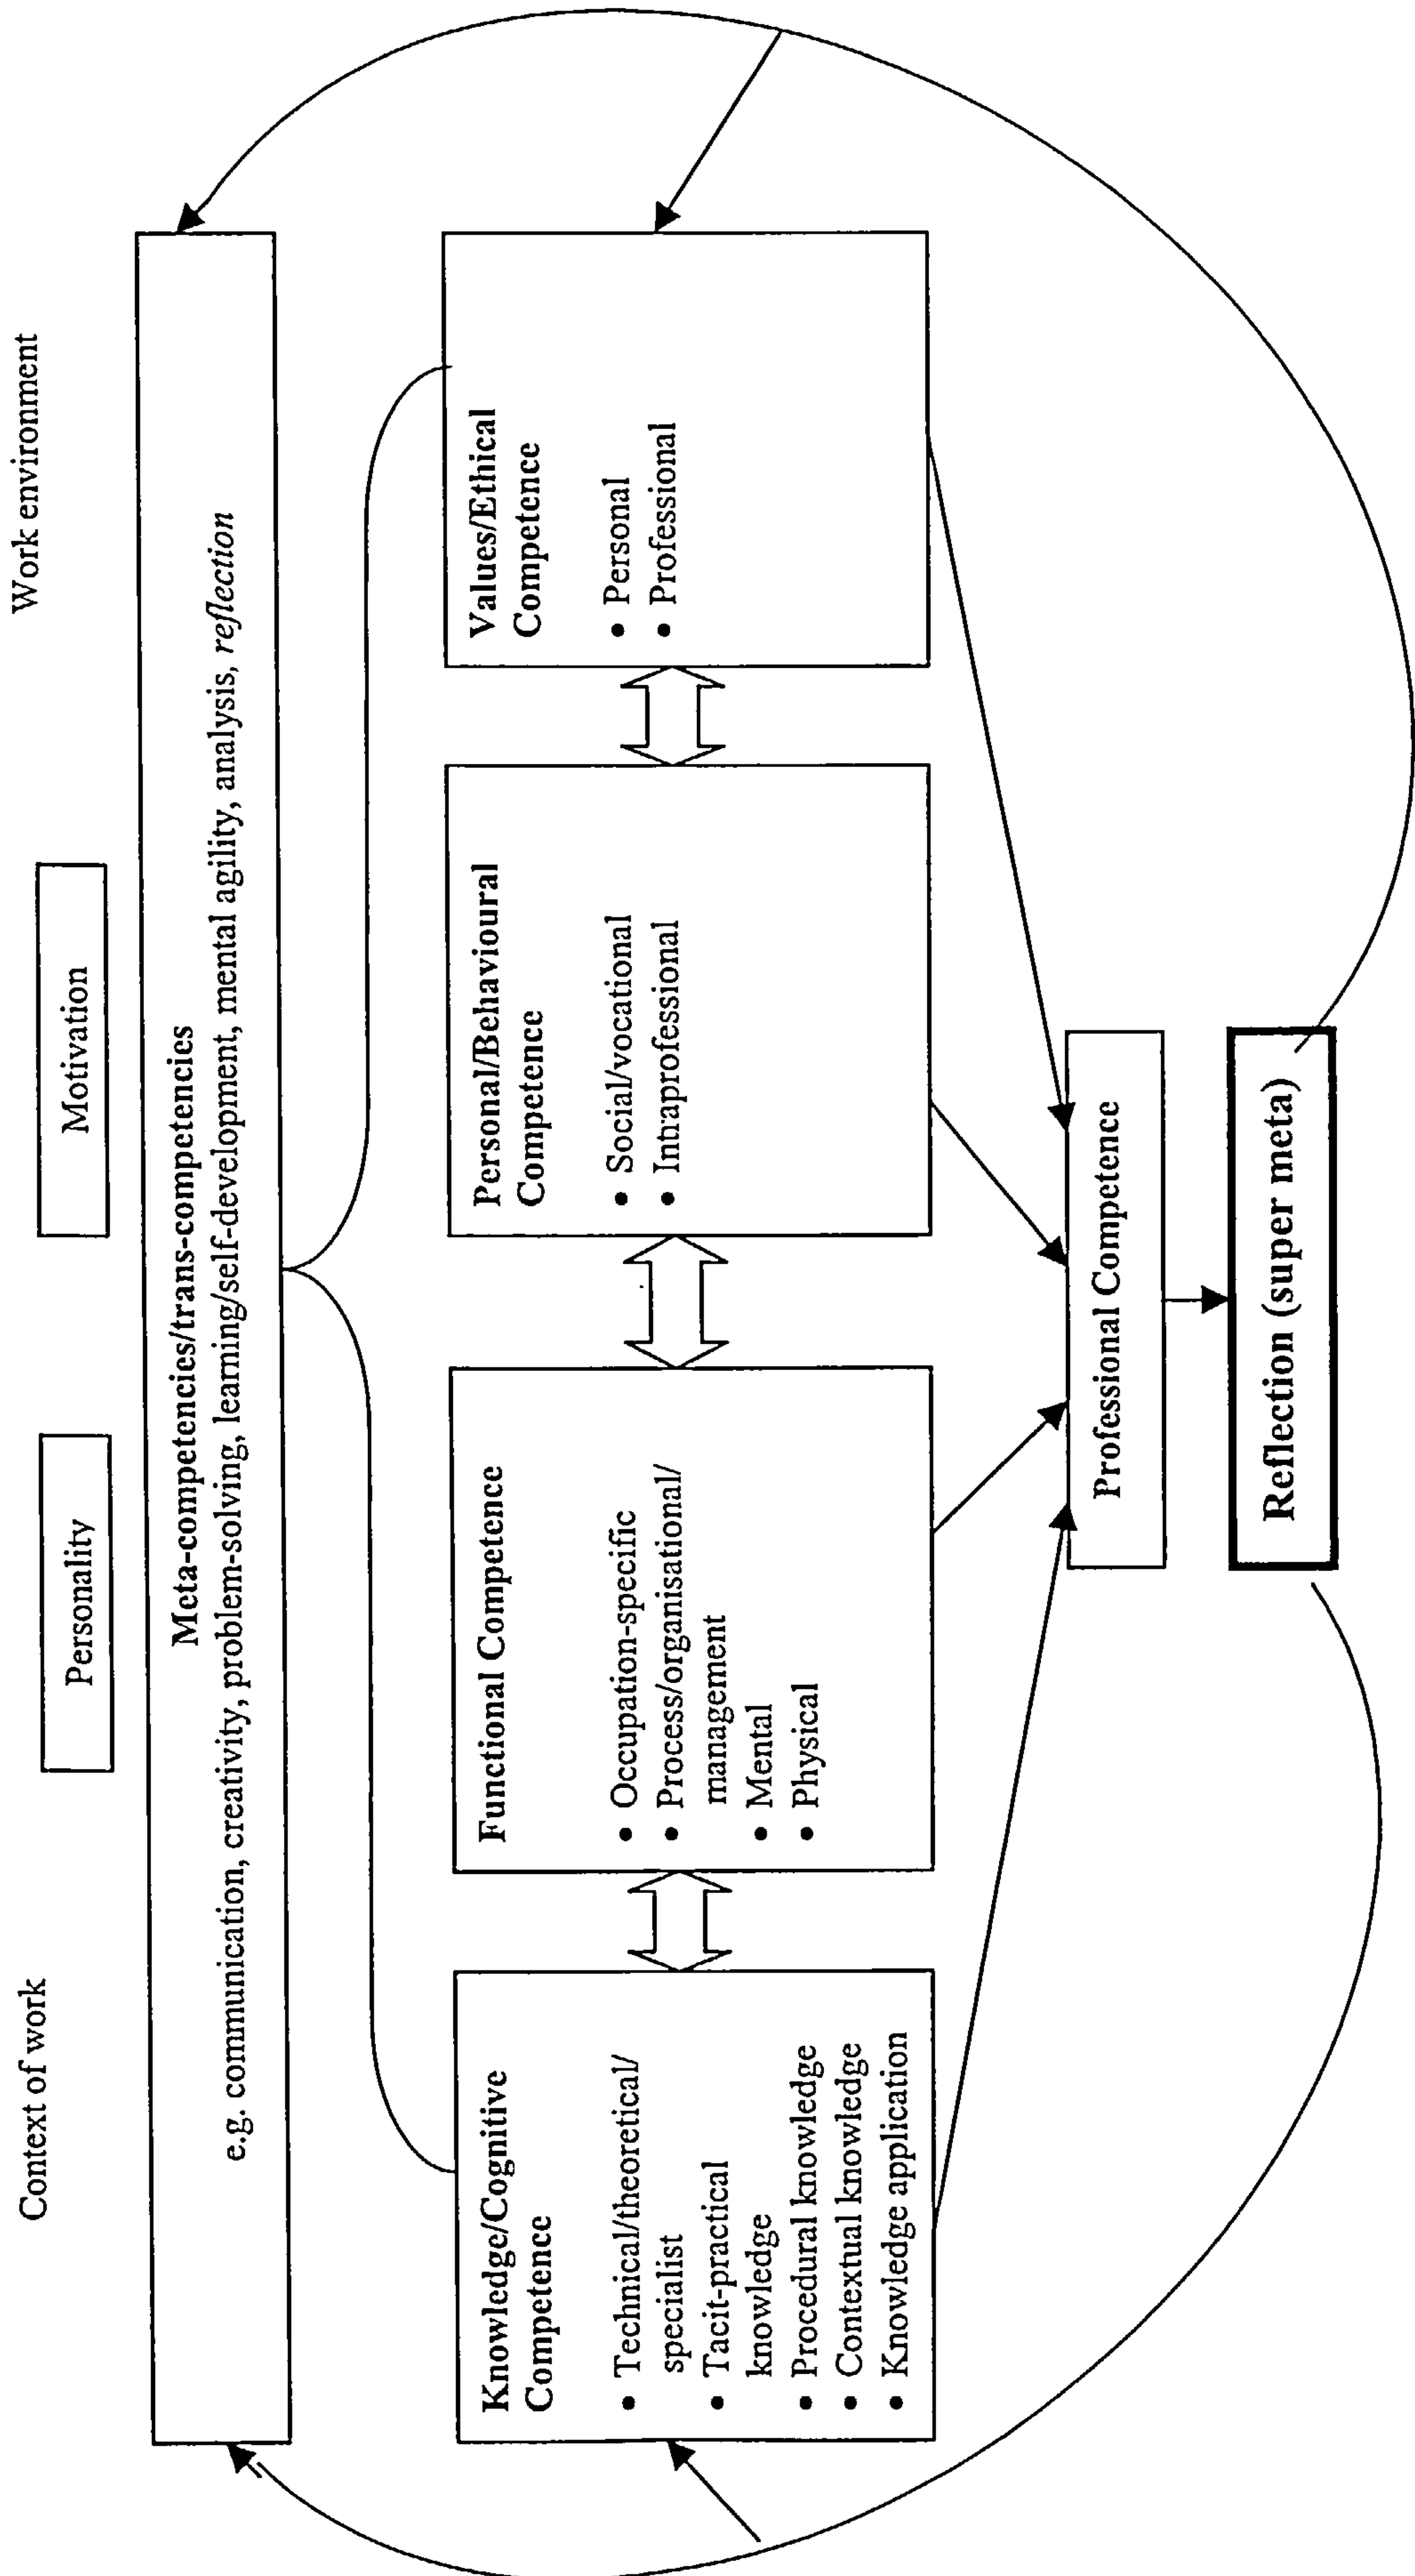 Context of work
Personality
Motivation
Work environment
Meta-competencies/trans-competencies
e.g. communication, creativity, problem-solving, learning/self-development, mental agility, analysis, reflection
Knowledge/Cognitive
Competence
• Technical/theoretical/
specialist
• Tacit-practical
knowledge
• Procedural knowledge
• Contextual knowledge
• Knowledge application
Functional Competence
• Occupation-specific
• Process/organisational/
management
• Mental
• Physical
Personal/Behavioural
Competence
• Social/vocational
• Intraprofessional
Values/Ethical
Competence
• Personal
• Professional
Professional Competence
Reflection (super meta)